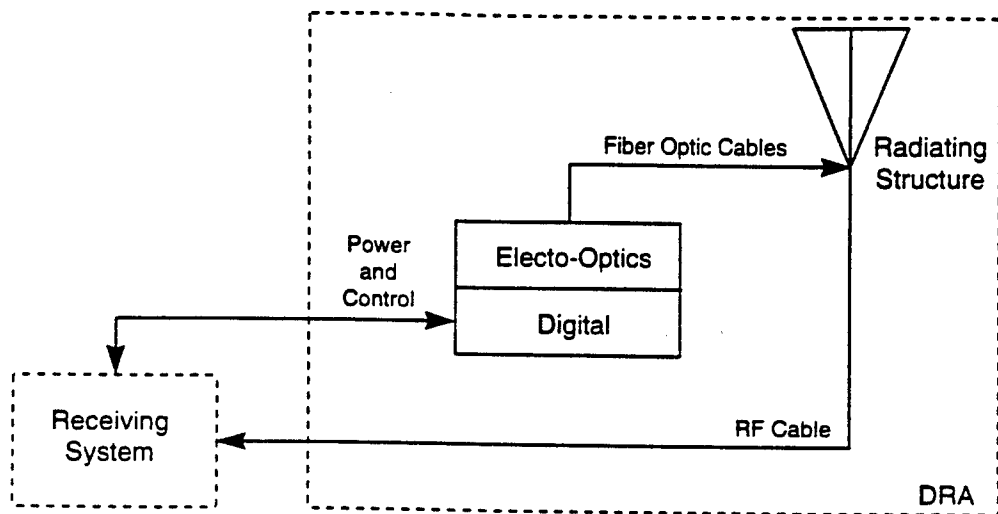 Fiber Optic Cables
Radiating
Structure
Power
and
Control
Electo-Optics
Digital
Receiving
System
RF Cable
DRA